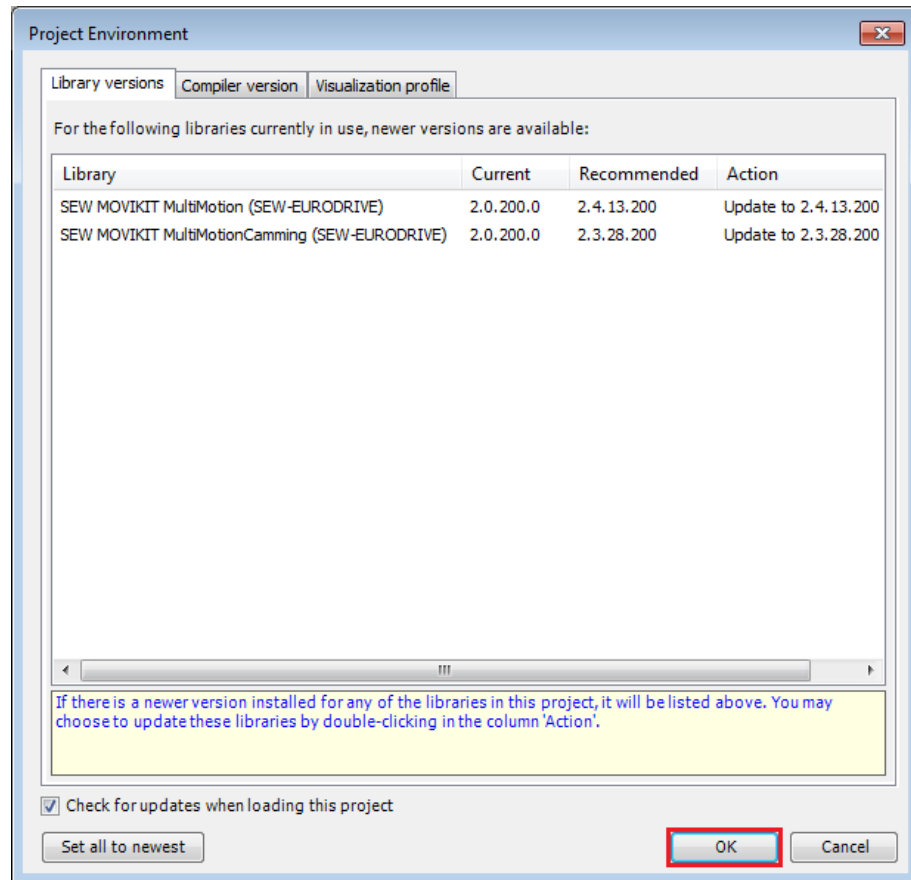 Project Environment
Library versions Compiler version Visualization profile
For the following libraries currently in use, newer versions are available:
Library Current Recommended Action
SEW MOVIKIT MultiMotion (SEW-EURODRIVE) 2.0.200.0 2.4.13.200 Update to 2.4.13.200
SEW MOVIKIT MultiMotionCamming (SEW-EURODRIVE) 2.0.200.0 2.3.28.200 Update to 2.3.28.200
If there is a newer version installed for any of the libraries in this project, it will be listed above. You may
choose to update these libraries by double-clicking in the column 'Action'.
Check for updates when loading this project
Set all to newest OK Cancel